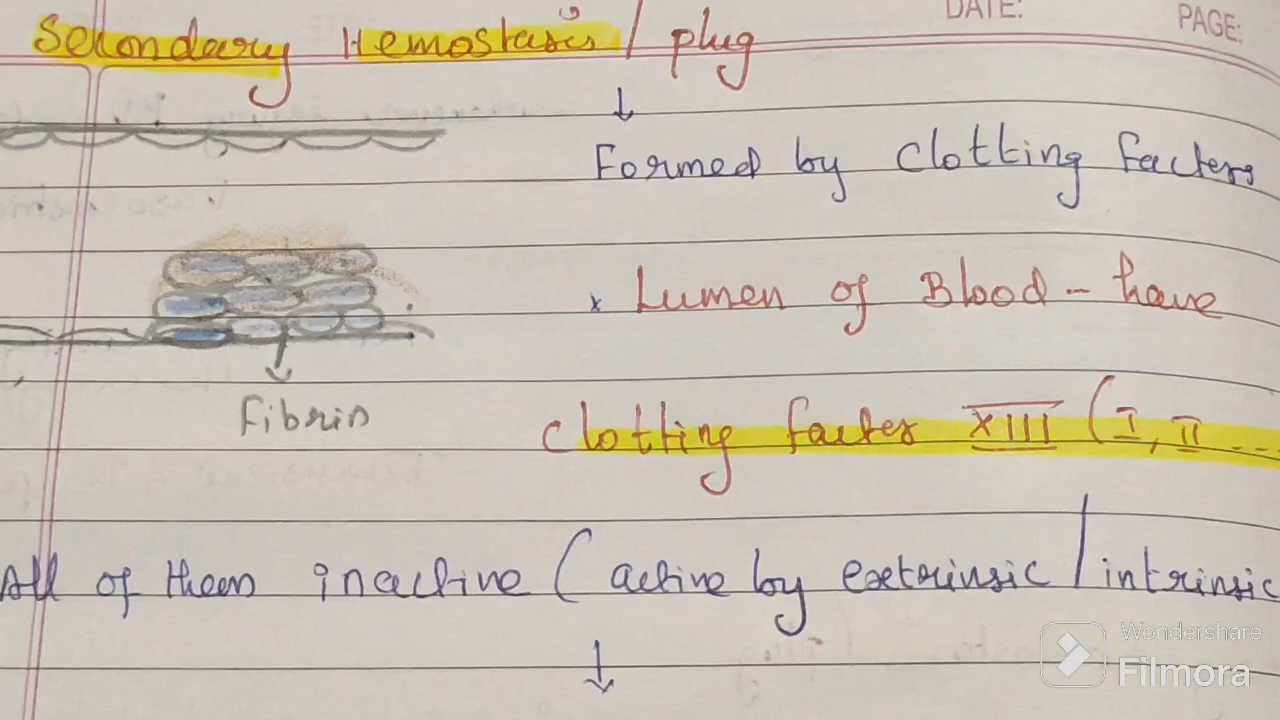 DATE:
PAGE:
Secondary Hemostasis / plug
↓
Formed by Clotting factors
x Lumen of Blood - have
Fibrin
Clotting factor XIII (I, II ...
All of them inactive ( active by extrinsic / intrinsic
↓
Wondershare
Filmora